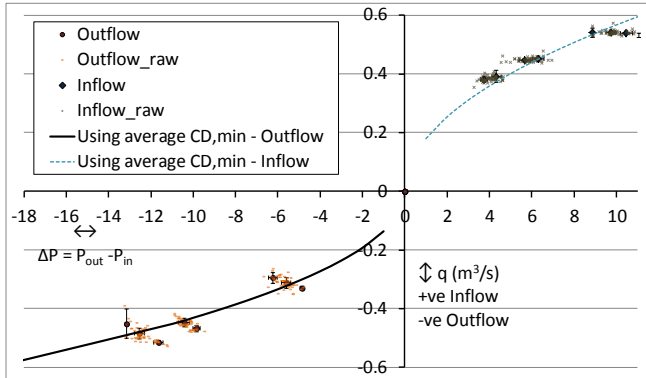 0.6
Outflow
Outflow_raw
Inflow
Inflow_raw
Using average CD,min - Outflow
Using average CD,min - Inflow
0.4
0.2
0
-18 -16 -14 -12 -10 -8 -6 -4 -2 0 2 4 6 8 10
↔
ΔP = Pout -Pin
-0.2
↕ q (m³/s)
+ve Inflow
-ve Outflow
-0.4
-0.6